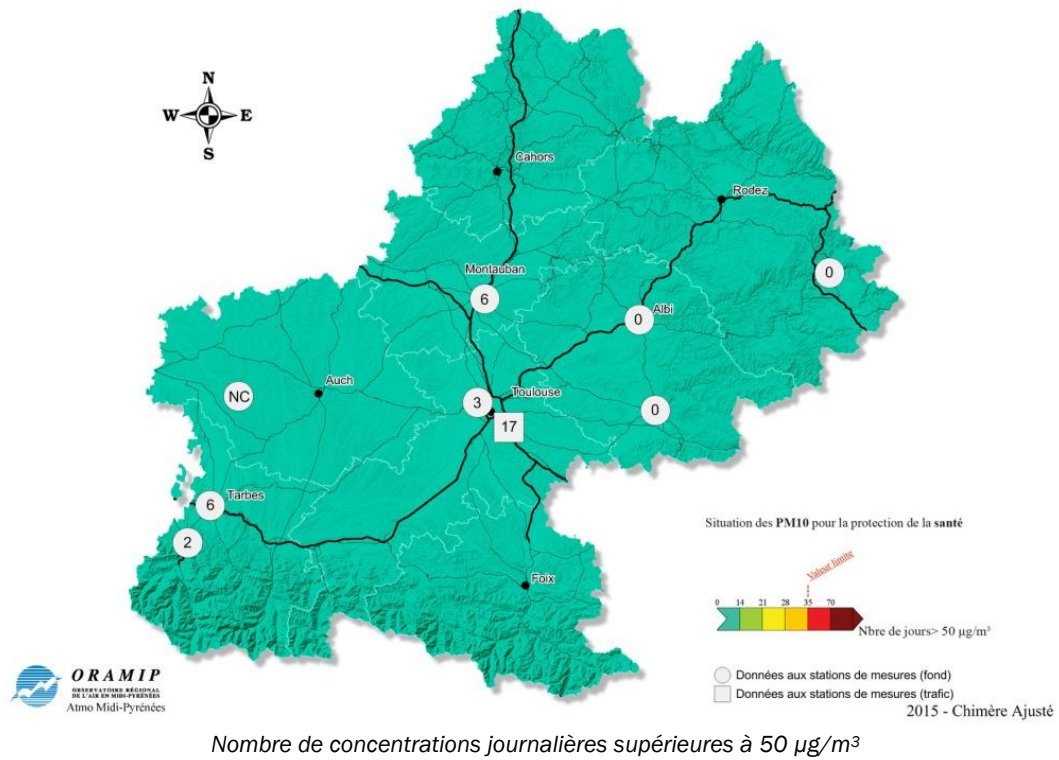 N
W E
S
Cahors
Rodez
0
Montauban
6
Albi
0
Auch
NC
Toulouse
3
0
17
Tarbes
6
2
Foix
Situation des PM10 pour la protection de la santé
Valeur limite
0 14 21 28 35 70
Nbre de jours> 50 µg/m³
Données aux stations de mesures (fond)
Données aux stations de mesures (trafic)
ORAMIP
OBSERVATOIRE RÉGIONAL
DE L'AIR EN MIDI-PYRÉNÉES
Atmo Midi-Pyrénées
2015 - Chimère Ajusté
Nombre de concentrations journalières supérieures à 50 µg/m³